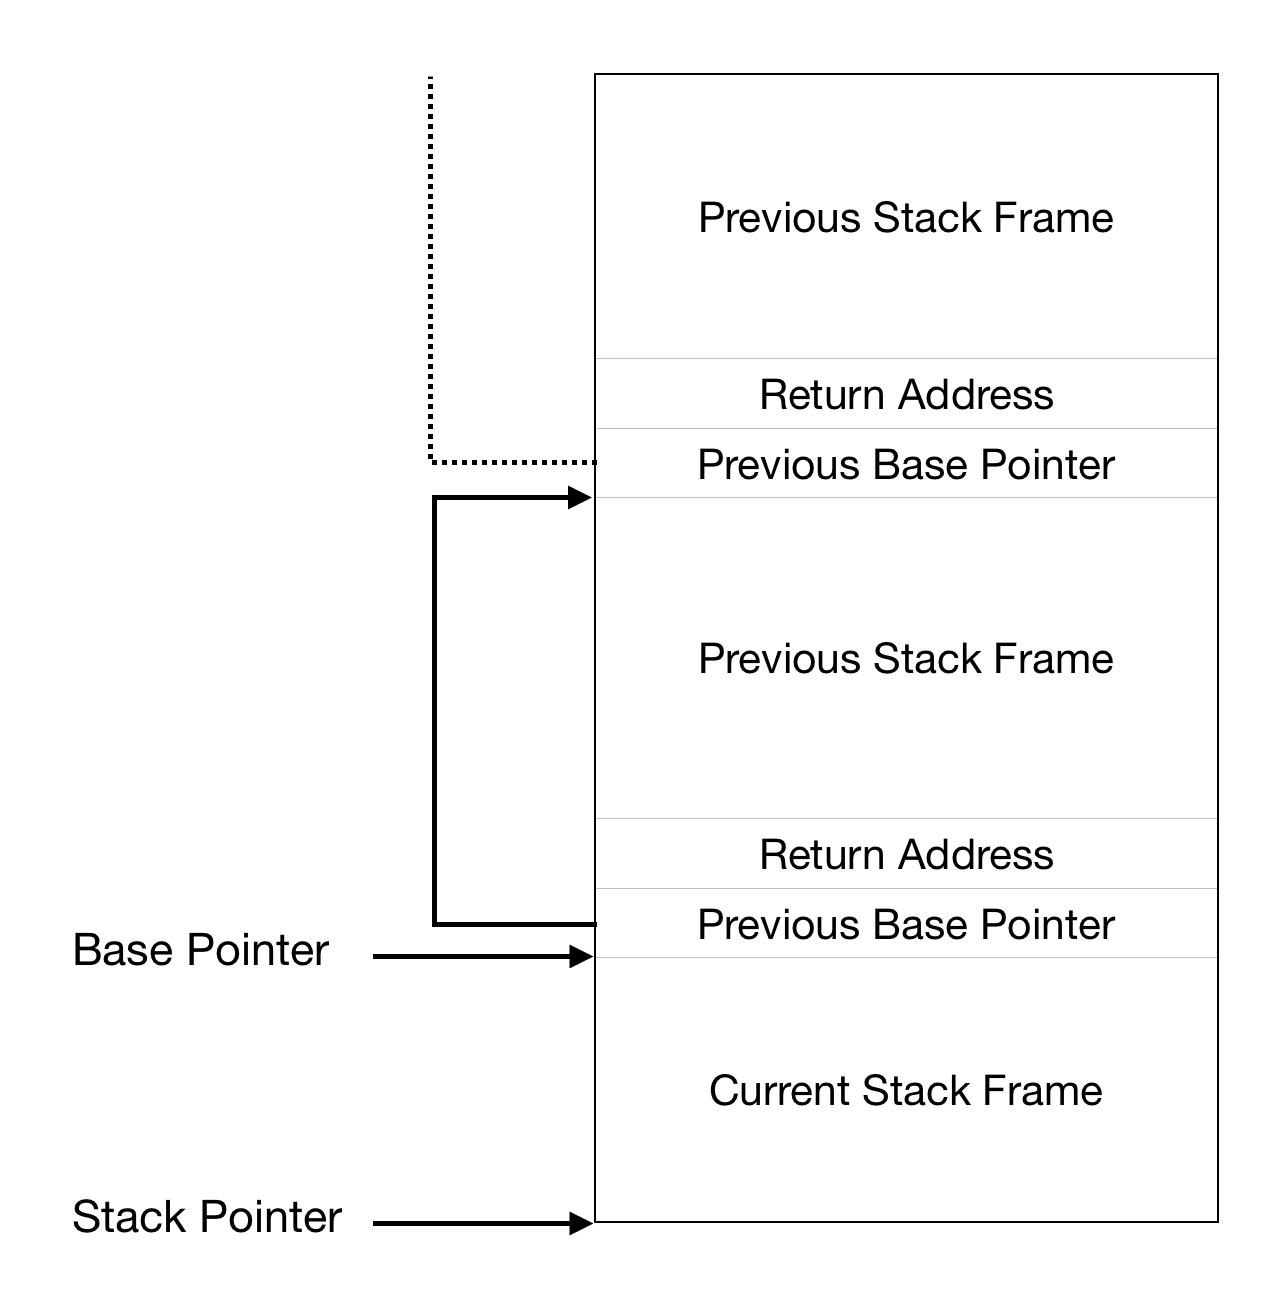 Previous Stack Frame
Return Address
Previous Base Pointer
Previous Stack Frame
Return Address
Previous Base Pointer
Base Pointer
Current Stack Frame
Stack Pointer